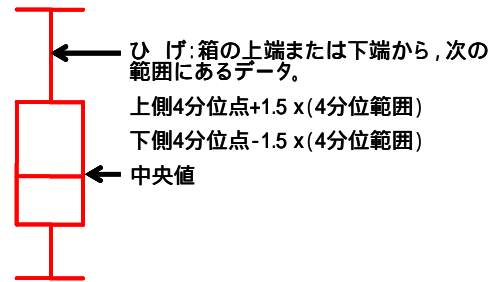 ひ　げ:箱の上端または下端から,次の
範囲にあるデータ。
上側4分位点+1.5 x(4分位範囲)
下側4分位点-1.5 x(4分位範囲)
中央値